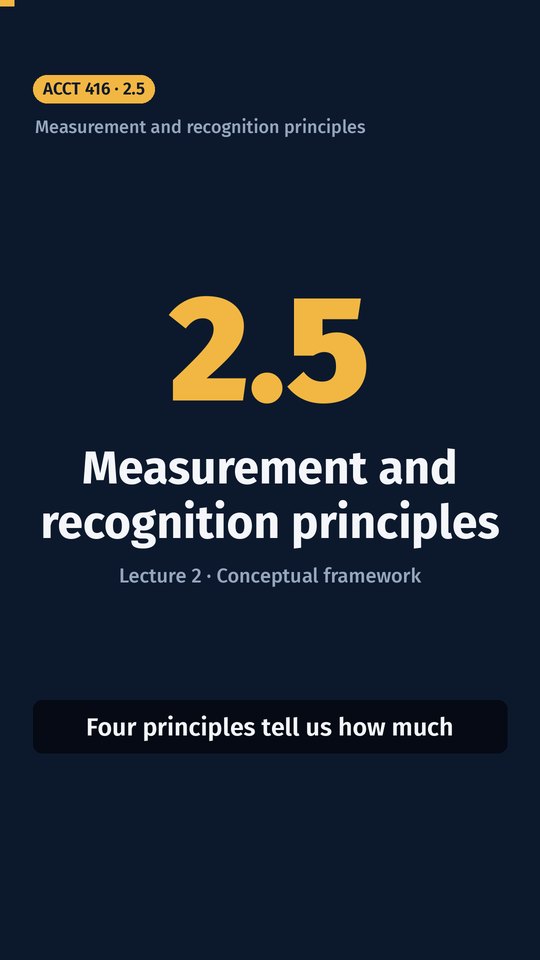 ACCT 416 · 2.5
Measurement and recognition principles
2.5
Measurement and
recognition principles
Lecture 2 · Conceptual framework
Four principles tell us how much